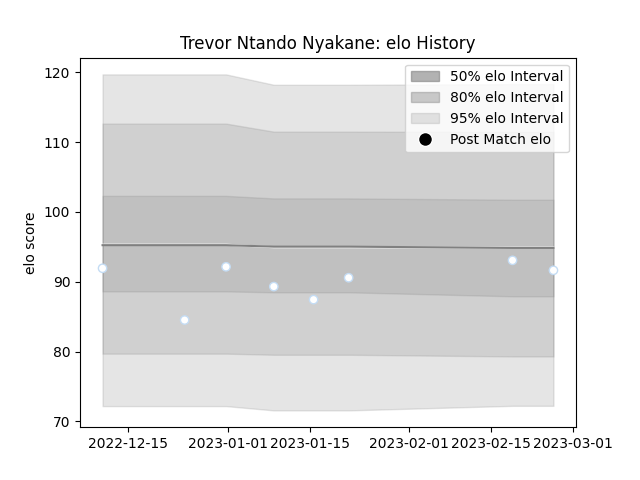 Trevor Ntando Nyakane: elo History
120
110
100
90
80
70
elo score
50% elo Interval
80% elo Interval
95% elo Interval
Post Match elo
2022-12-15 2023-01-01 2023-01-15 2023-02-01 2023-02-15 2023-03-01